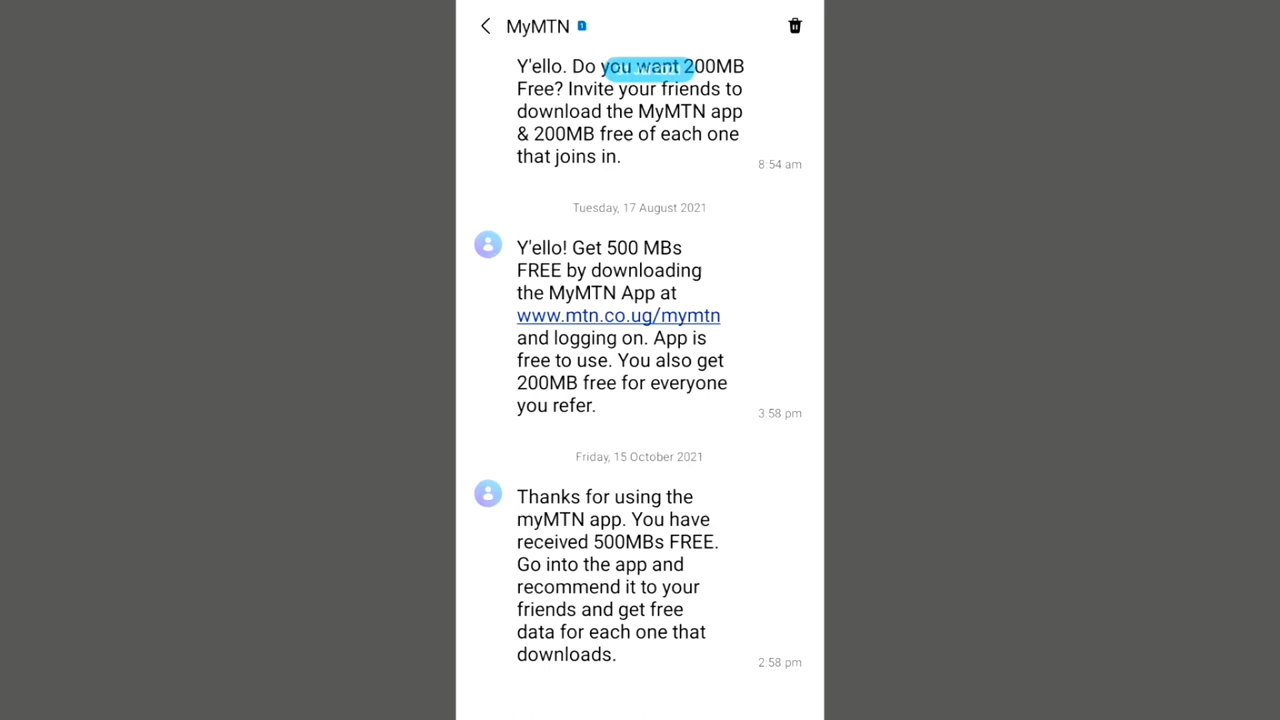 MyMTN
Y'ello. Do you want 200MB
Free? Invite your friends to
download the MyMTN app
& 200MB free of each one
that joins in.
8:54 am
Tuesday, 17 August 2021
Y'ello! Get 500 MBs
FREE by downloading
the MyMTN App at
www.mtn.co.ug/mymtn
and logging on. App is
free to use. You also get
200MB free for everyone
you refer.
3:58 pm
Friday, 15 October 2021
Thanks for using the
myMTN app. You have
received 500MBs FREE.
Go into the app and
recommend it to your
friends and get free
data for each one that
downloads.
2:58 pm